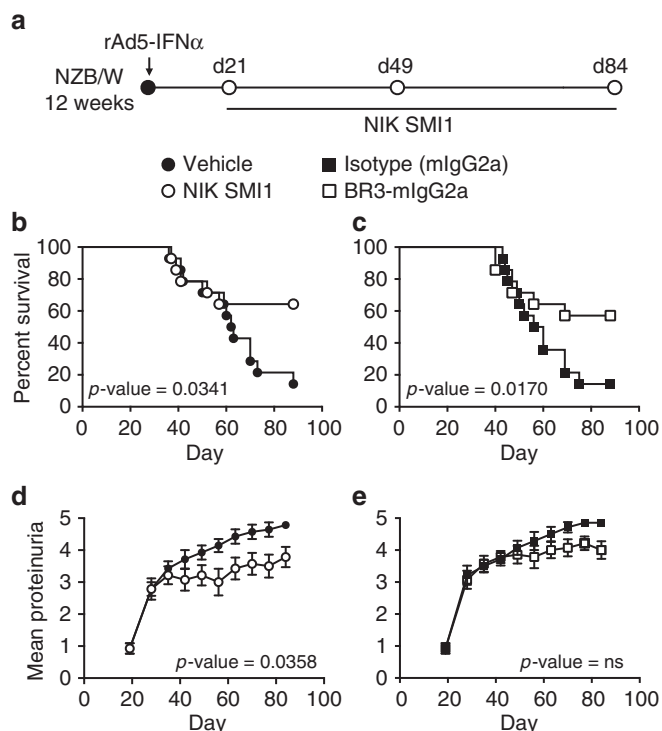 a
rAd5-IFNα
NZB/W
12 weeks
d21
d49
d84
NIK SMI1
Vehicle
Isotype (mIgG2a)
NIK SMI1
BR3-mIgG2a
b
c
Percent survival
100
80
60
40
20
0
p-value = 0.0341
0 20 40 60 80 100
Day
100
80
60
40
20
0
p-value = 0.0170
0 20 40 60 80 100
Day
d
e
Mean proteinuria
5
4
3
2
1
0
p-value = 0.0358
0 20 40 60 80 100
Day
5
4
3
2
1
0
p-value = ns
0 20 40 60 80 100
Day